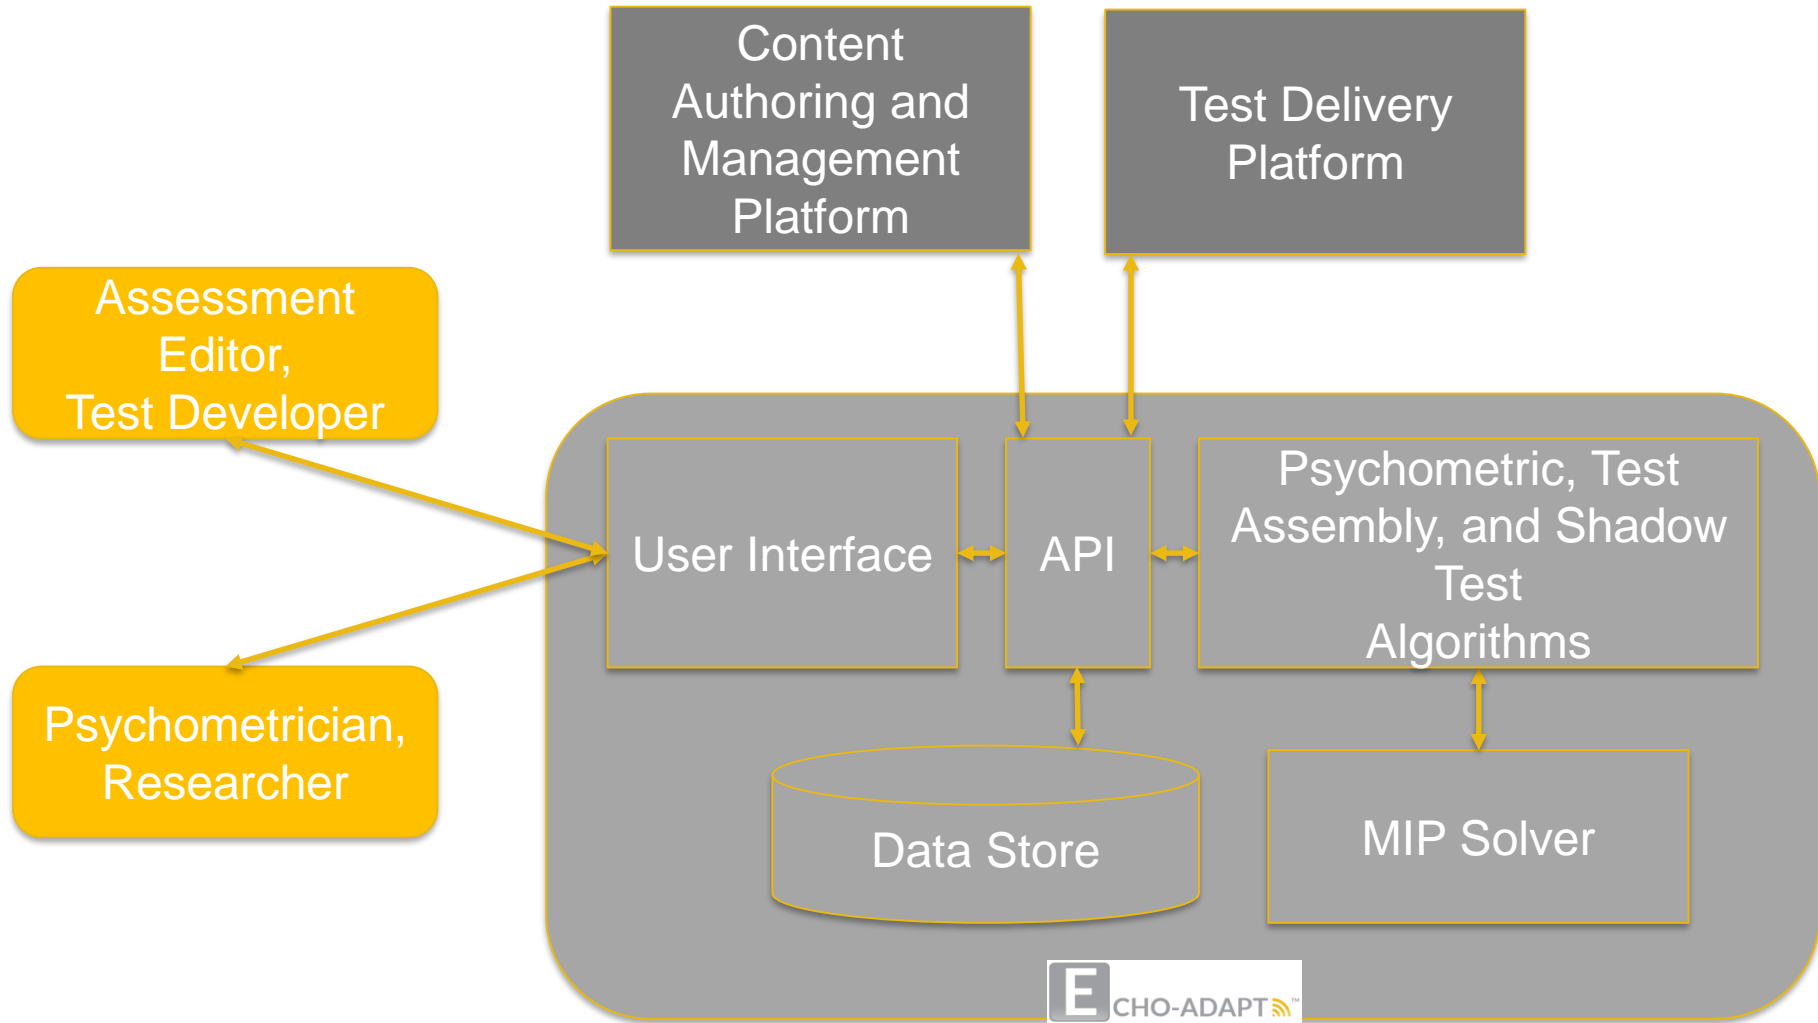 Content
Authoring and
Management
Platform
Test Delivery
Platform
Assessment
Editor,
Test Developer
User Interface
API
Psychometric, Test
Assembly, and Shadow
Test
Algorithms
Psychometrician,
Researcher
Data Store
MIP Solver
ECHO-ADAPT™